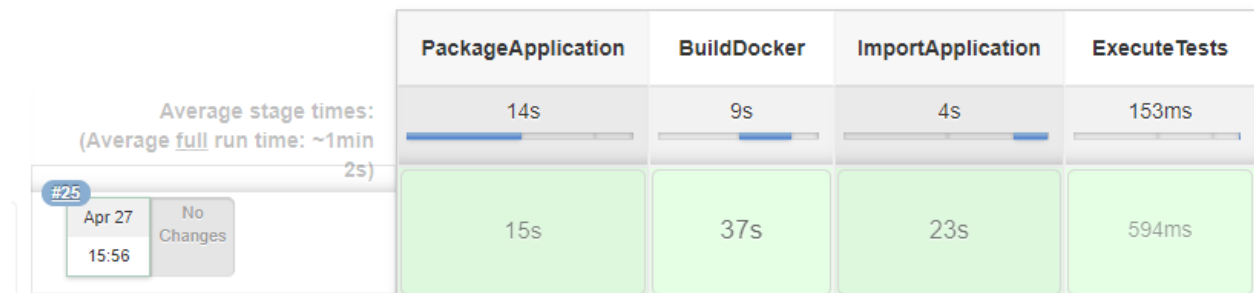 PackageApplication BuildDocker ImportApplication ExecuteTests
Average stage times: 14s 9s 4s 153ms
(Average full run time: ~1min
2s)
#25
Apr 27 No
Changes 15s 37s 23s 594ms
15:56